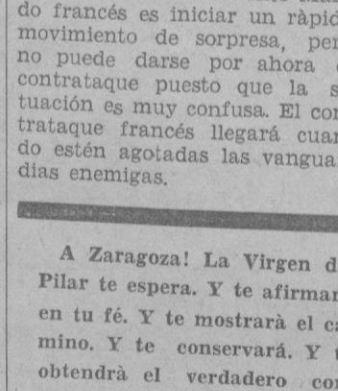 do francés es iniciar un ràpid
movimiento de sorpresa, per
no puede darse por ahora
contrataque puesto que la s
tuación es muy confusa. El con
trataque francés llegará cuan
do estén agotadas las vangua
dias enemigas.
A Zaragoza! La Virgen d
Pilar te espera. Y te afirmar
en tu fé. Y te mostrarà el ca
mino. Y te conservará. Y t
obtendrà el verdadero con